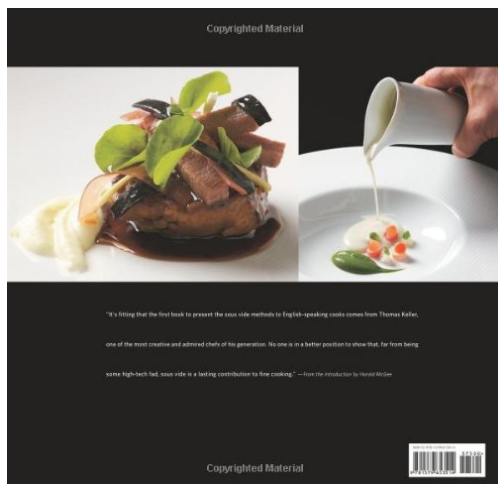 Copyrighted Material
"It's fitting that the first book to present the sous vide methods to English-speaking cooks comes from Thomas Keller,
one of the most creative and admired chefs of his generation. No one is in a better position to show that, far from being
some high-tech fad, sous vide is a lasting contribution to fine cooking." —From the introduction by Harold McGee
Copyrighted Material